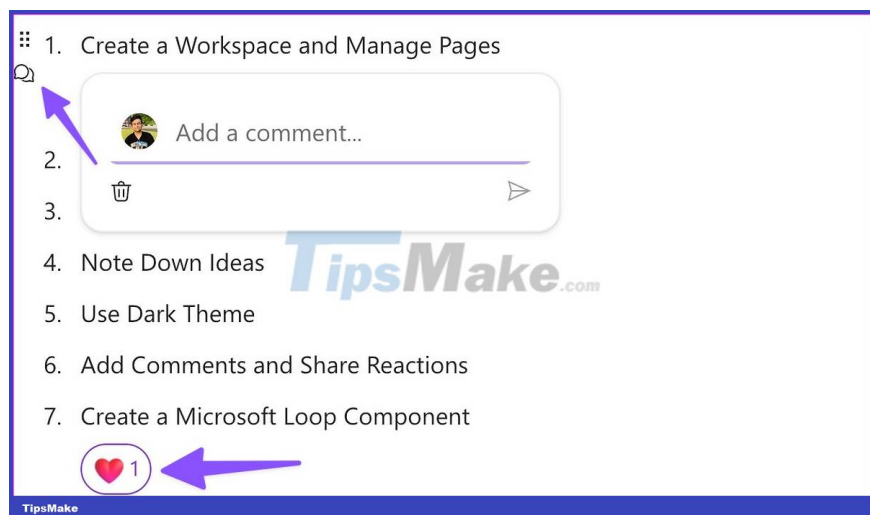 1. Create a Workspace and Manage Pages
Add a comment...
2.
3.
TipsMake.com
4. Note Down Ideas
5. Use Dark Theme
6. Add Comments and Share Reactions
7. Create a Microsoft Loop Component
1
TipsMake